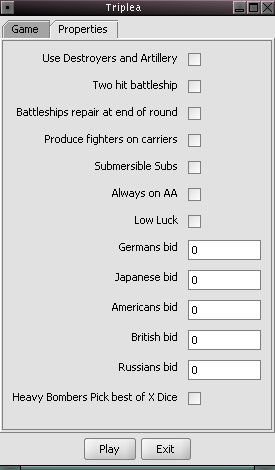 Triplea
Game Properties
Use Destroyers and Artillery
Two hit battleship
Battleships repair at end of round
Produce fighters on carriers
Submersible Subs
Always on AA
Low Luck
Germans bid 0
Japanese bid 0
Americans bid 0
British bid 0
Russians bid 0
Heavy Bombers Pick best of X Dice
Play Exit